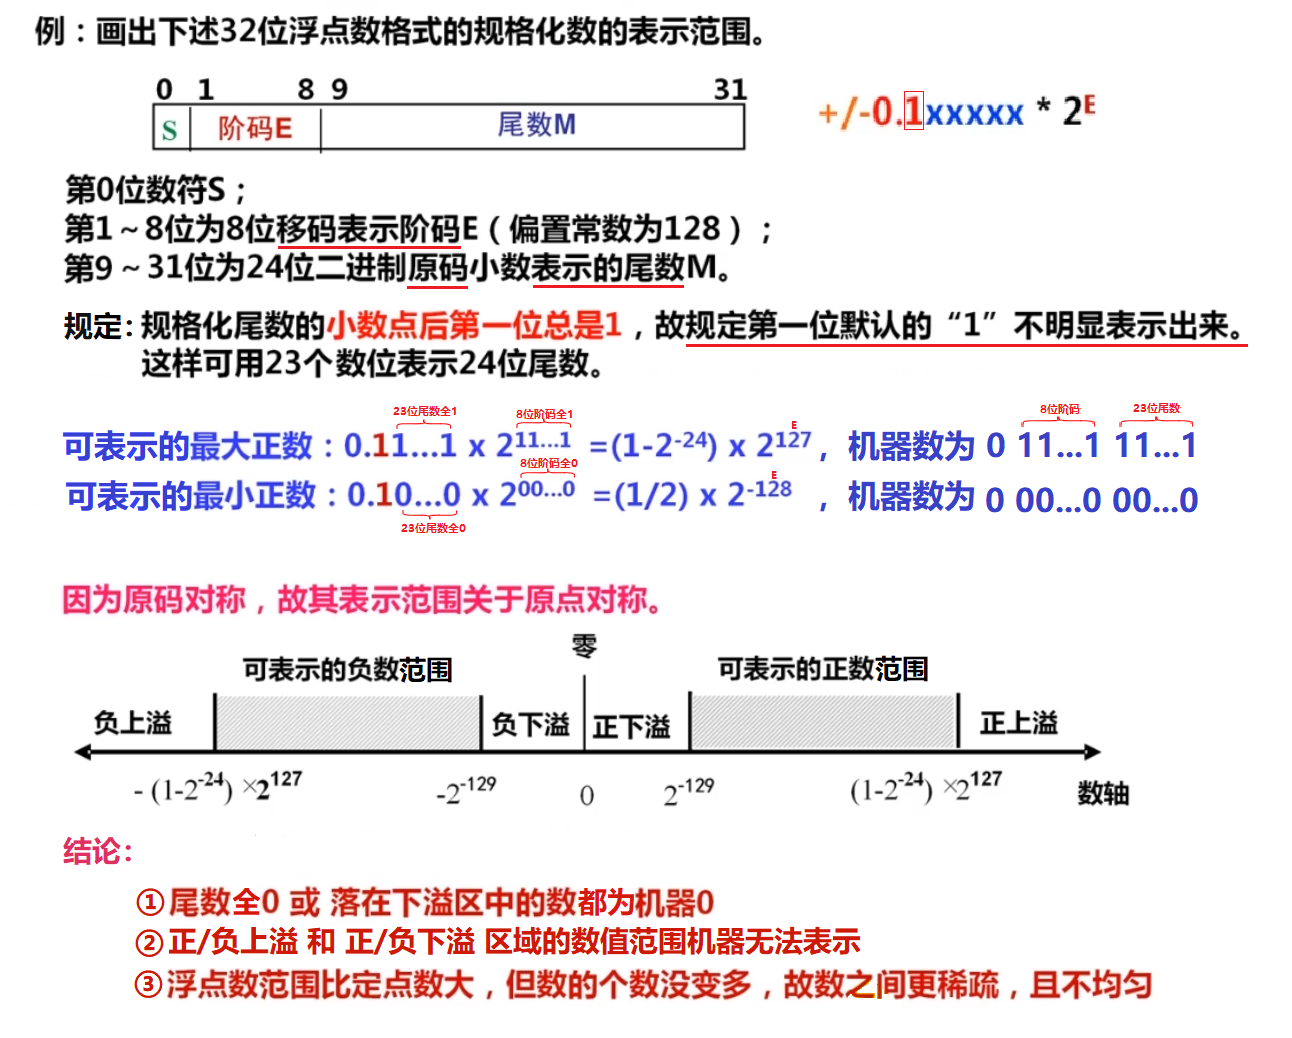 例：画出下述32位浮点数格式的规格化数的表示范围。
0 1 8 9 31
S 阶码E 尾数M
+/-0.1xxxxx * 2^E
第0位数符S；
第1～8位为8位移码表示阶码E（偏置常数为128）；
第9～31位为24位二进制原码小数表示的尾数M。
规定：规格化尾数的小数点后第一位总是1，故规定第一位默认的“1”不明显表示出来。
这样可用23个数位表示24位尾数。
23位尾数全1 8位阶码全1 E 8位阶码 23位尾数
可表示的最大正数：0.11...1 x 2^11...1 =(1-2^-24) x 2^127，机器数为 0 11...1 11...1
8位阶码全0 E
可表示的最小正数：0.10...0 x 2^00...0 =(1/2) x 2^-128，机器数为 0 00...0 00...0
23位尾数全0
因为原码对称，故其表示范围关于原点对称。
零
可表示的负数范围 可表示的正数范围
负上溢 负下溢 正下溢 正上溢
- (1-2^-24) ×2^127 -2^-129 0 2^-129 (1-2^-24) ×2^127 数轴
结论：
①尾数全0 或 落在下溢区中的数都为机器0
②正/负上溢 和 正/负下溢 区域的数值范围机器无法表示
③浮点数范围比定点数大，但数的个数没变多，故数之间更稀疏，且不均匀